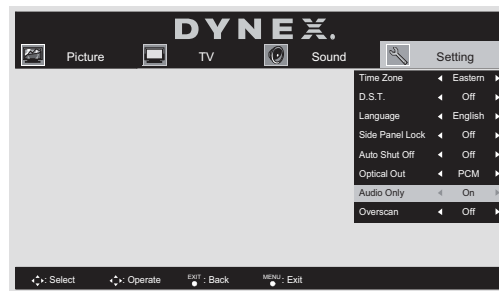 DYNEX.
Picture TV Sound Setting
Time Zone Eastern
D.S.T. Off
Language English
Side Panel Lock Off
Auto Shut Off Off
Optical Out PCM
Audio Only On
Overscan Off
: Select : Operate EXIT : Back MENU : Exit